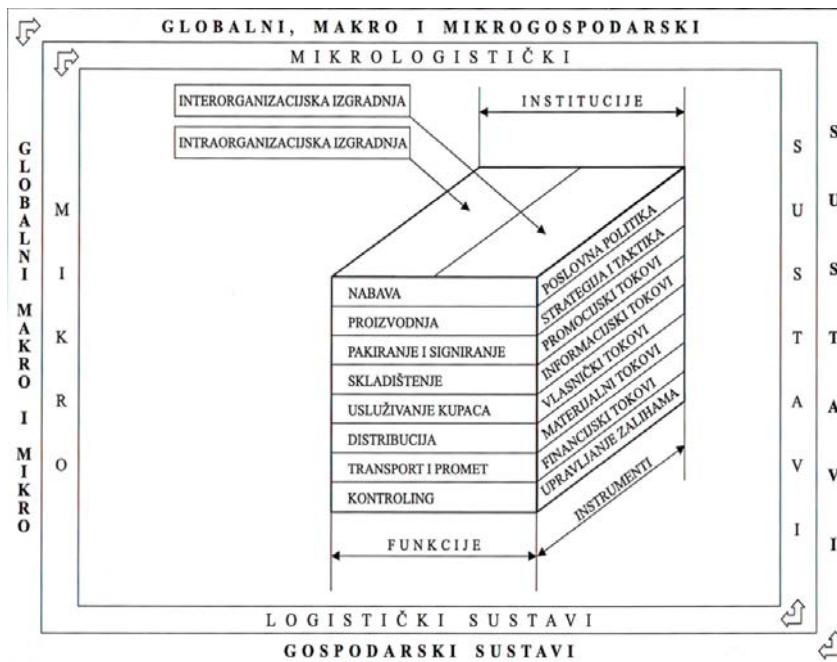 GLOBALNI, MAKRO I MIKROGOSPODARSKI
MIKROLOGISTIČKI
INTERORGANIZACIJSKA IZGRADNJA
INSTITUCIJE
INTRAORGANIZACIJSKA IZGRADNJA
GLOBALNI MAKRO I MIKRO
MIKRO
SUSTAVI
SUSTAVI
NABAVA
PROIZVODNJA
PAKIRANJE I SIGNIRANJE
SKLADIŠTENJE
USLUŽIVANJE KUPACA
DISTRIBUCIJA
TRANSPORT I PROMET
KONTROLING
POSLOVNA POLITIKA
STRATEGIJA I TAKTIKA
PROMOCIJSKI TOKOVI
INFORMACIJSKI TOKOVI
VLASNIČKI TOKOVI
MATERIJALNI TOKOVI
FINANCIJSKI TOKOVI
UPRAVLJANJE ZALIHAMA
INSTRUMENTI
FUNKCIJE
LOGISTIČKI SUSTAVI
GOSPODARSKI SUSTAVI